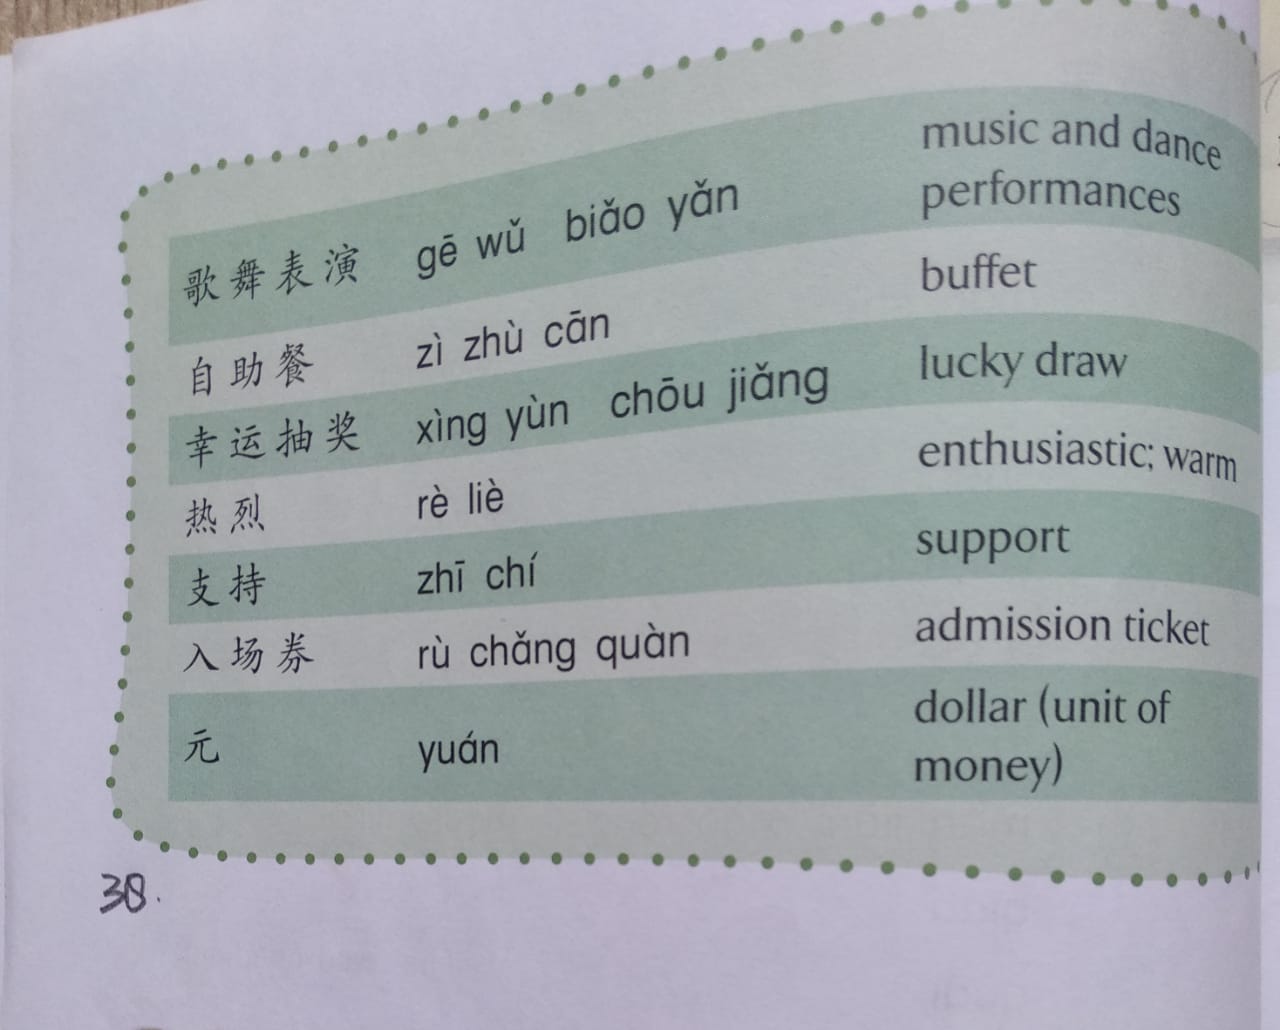 歌舞表演 gē wǔ biǎo yǎn music and dance
performances
自助餐 zì zhù cān buffet
幸运抽奖 xìng yùn chōu jiǎng lucky draw
热烈 rè liè enthusiastic; warm
支持 zhī chí support
入场券 rù chǎng quàn admission ticket
元 yuán dollar (unit of
money)
38.